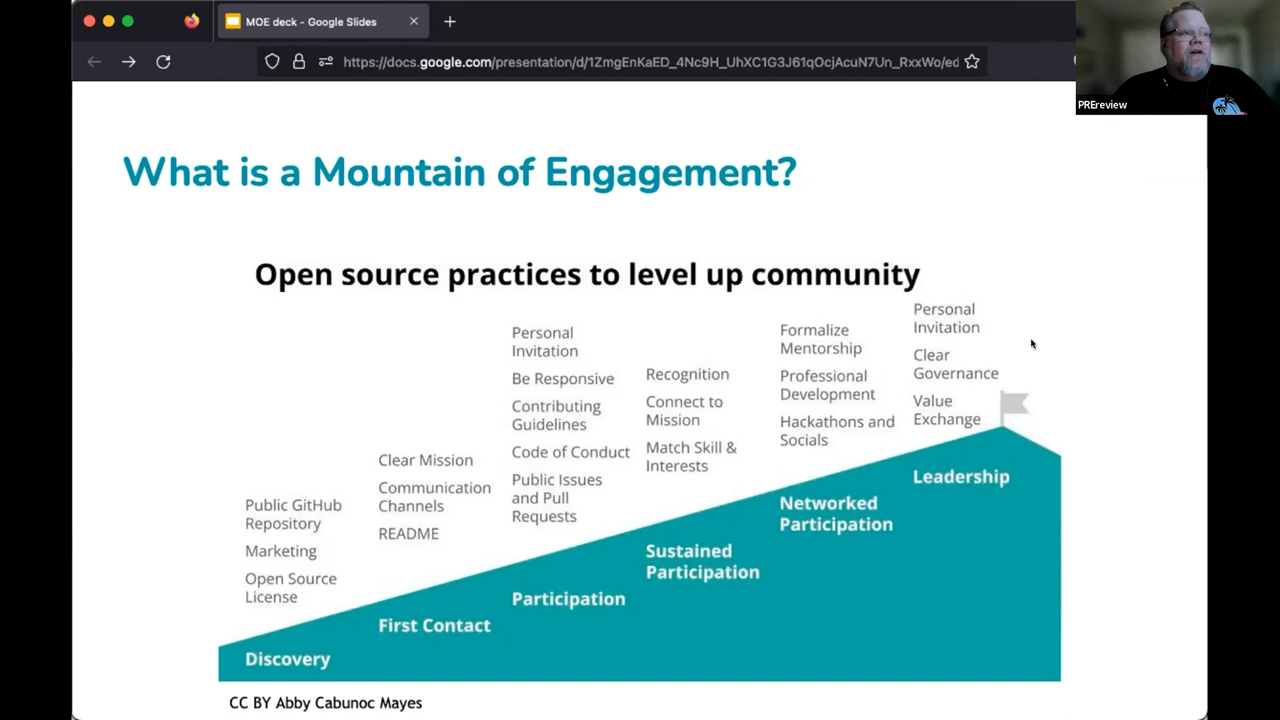 MOE deck - Google Slides
https://docs.google.com/presentation/d/1ZmgEnKaED_4Nc9H_UhXC1G3J61qOcjAcuN7Un_RxxWo/ed
PREreview
What is a Mountain of Engagement?
Open source practices to level up community
Public GitHub
Repository
Marketing
Open Source
License
Discovery
Clear Mission
Communication
Channels
README
First Contact
Personal
Invitation
Be Responsive
Contributing
Guidelines
Code of Conduct
Public Issues
and Pull
Requests
Participation
Recognition
Connect to
Mission
Match Skill &
Interests
Sustained
Participation
Formalize
Mentorship
Professional
Development
Hackathons and
Socials
Networked
Participation
Personal
Invitation
Clear
Governance
Value
Exchange
Leadership
CC BY Abby Cabunoc Mayes